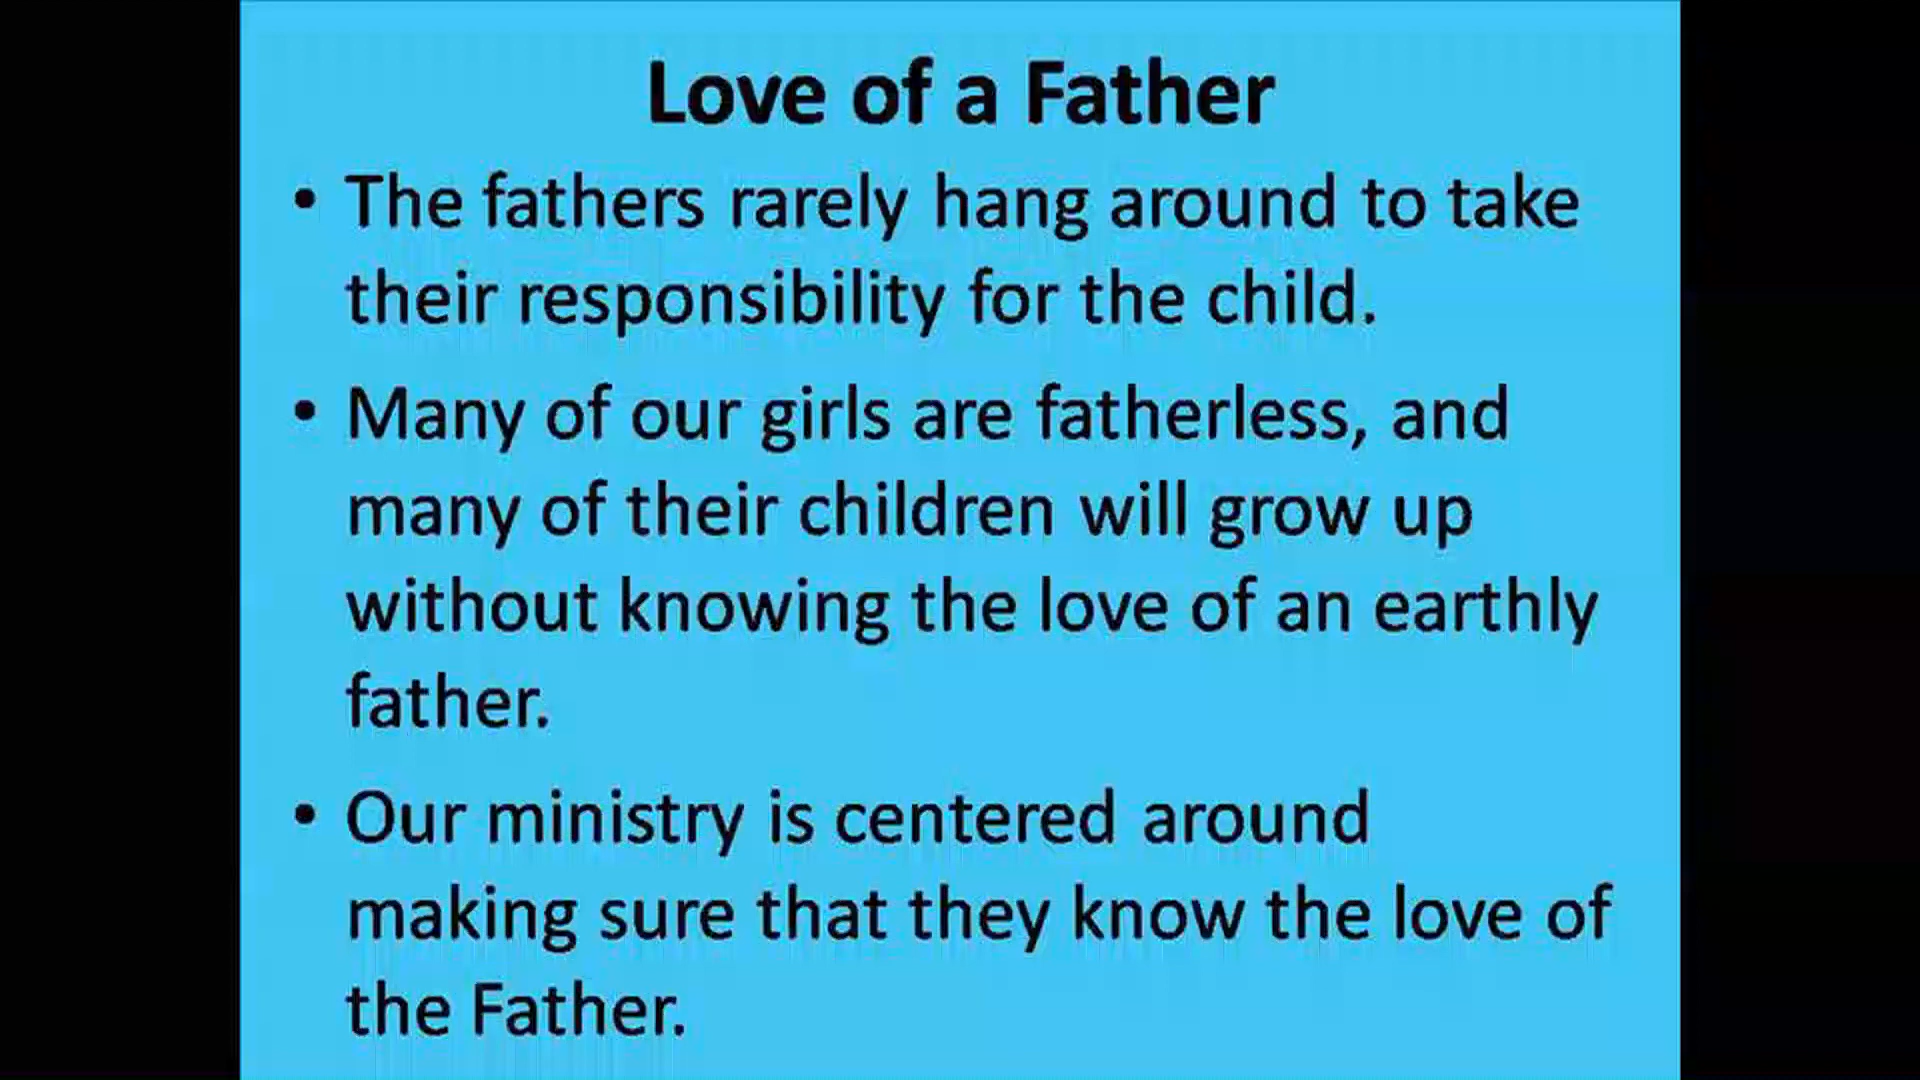 Love of a Father
• The fathers rarely hang around to take
their responsibility for the child.
• Many of our girls are fatherless, and
many of their children will grow up
without knowing the love of an earthly
father.
• Our ministry is centered around
making sure that they know the love of
the Father.